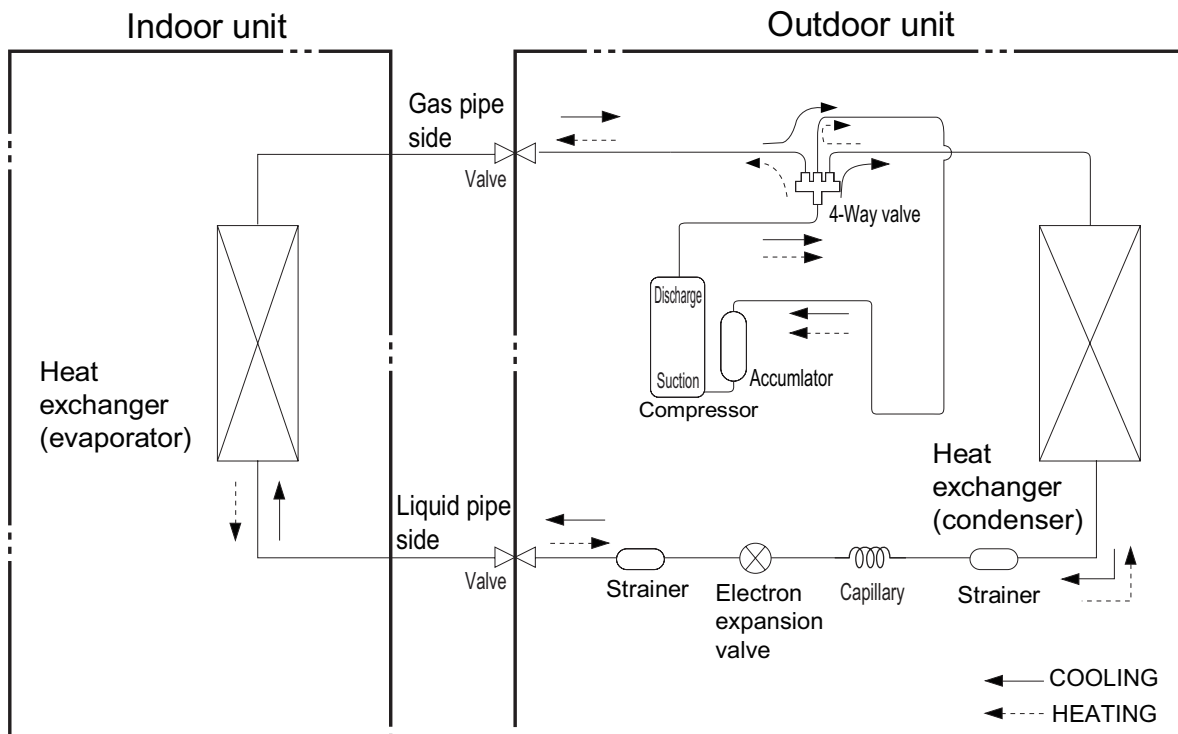 Indoor unit
Outdoor unit
Gas pipe
side
Valve
4-Way valve
Discharge
Suction
Compressor
Accumlator
Heat
exchanger
(evaporator)
Heat
exchanger
(condenser)
Liquid pipe
side
Valve
Strainer
Electron
expansion
valve
Capillary
Strainer
COOLING
HEATING